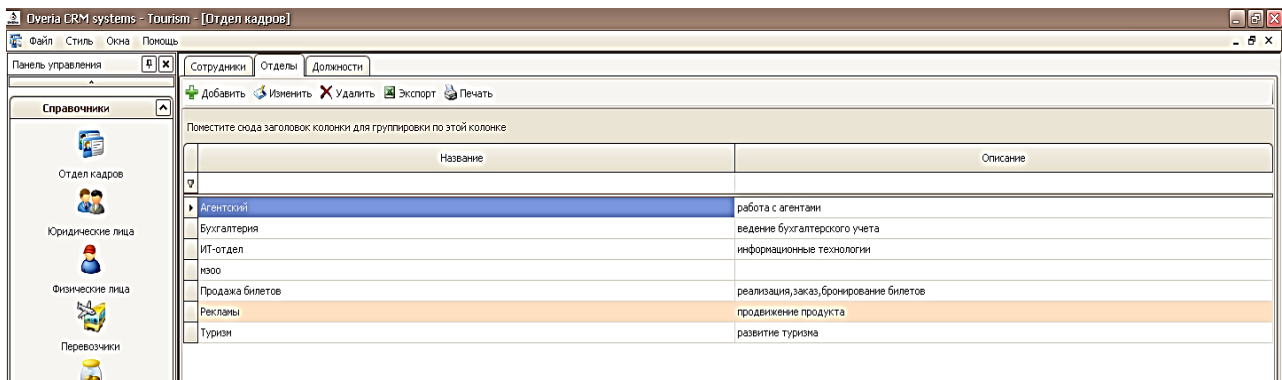 Overia CRM systems - Tourism - [Отдел кадров]
Файл Стиль Окна Помощь
Панель управления
Сотрудники Отделы Должности
Добавить Изменить Удалить Экспорт Печать
Справочники
Поместите сюда заголовок колонки для группировки по этой колонке
Название Описание
Отдел кадров
Агентский работа с агентами
Бухгалтерия ведение бухгалтерского учета
Юридические лица
ИТ-отдел информационные технологии
мэоо
Физические лица
Продажа билетов реализация,заказ,бронирование билетов
Рекламы продвижение продукта
Туризм развитие туризма
Перевозчики